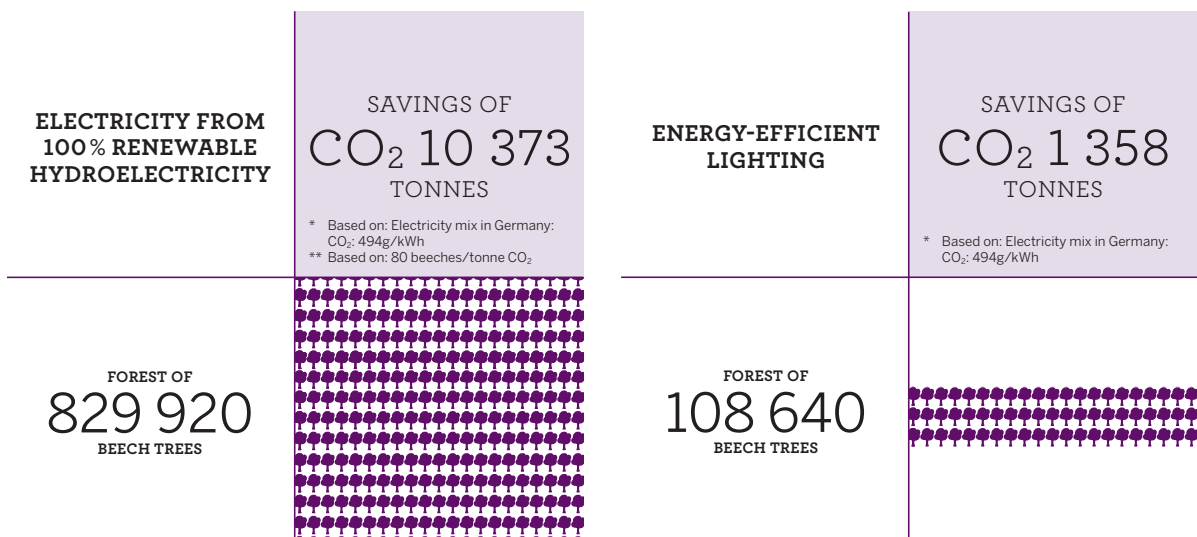 ELECTRICITY FROM
100 % RENEWABLE
HYDROELECTRICITY
SAVINGS OF
CO₂ 10 373
TONNES
* Based on: Electricity mix in Germany:
CO₂: 494g/kWh
** Based on: 80 beeches/tonne CO₂
FOREST OF
829 920
BEECH TREES
ENERGY-EFFICIENT
LIGHTING
SAVINGS OF
CO₂ 1 358
TONNES
* Based on: Electricity mix in Germany:
CO₂: 494g/kWh
FOREST OF
108 640
BEECH TREES